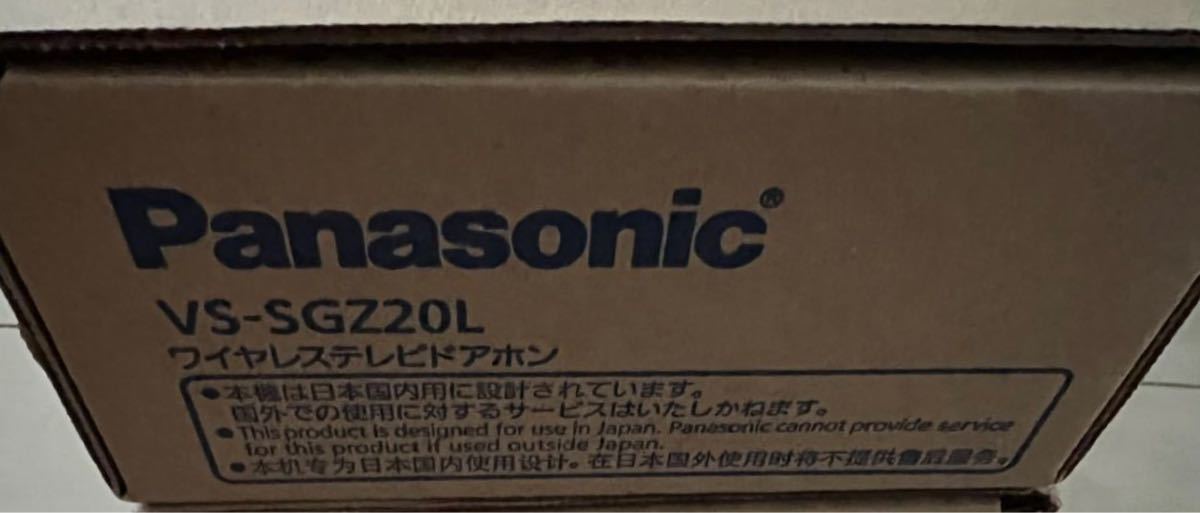 Panasonic®
VS-SGZ20L
ワイヤレステレビドアホン
●本機は日本国内用に設計されています。
国外での使用に対するサービスはいたしかねます。
●This product is designed for use in Japan. Panasonic cannot provide service
for this product if used outside Japan.
●本机专为日本国内使用设计。在日本国外使用时将不提供售后服务。